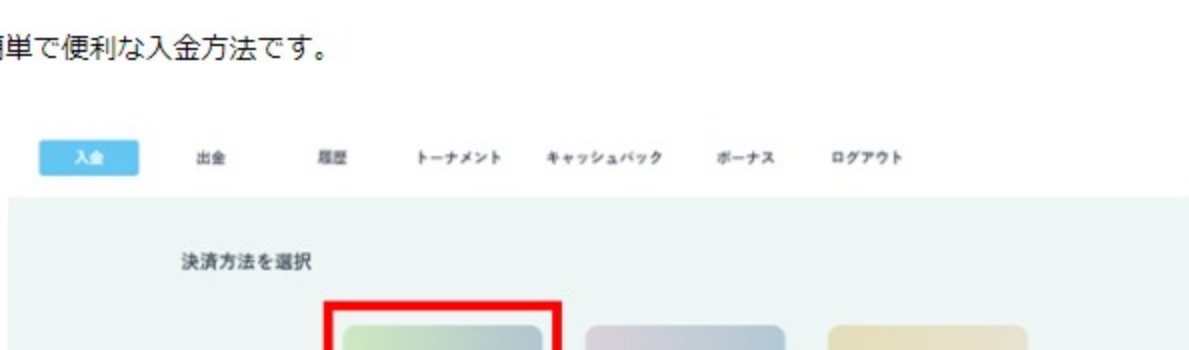 簡単で便利な入金方法です。
入金 出金 履歴 トーナメント キャッシュバック ボーナス ログアウト
決済方法を選択